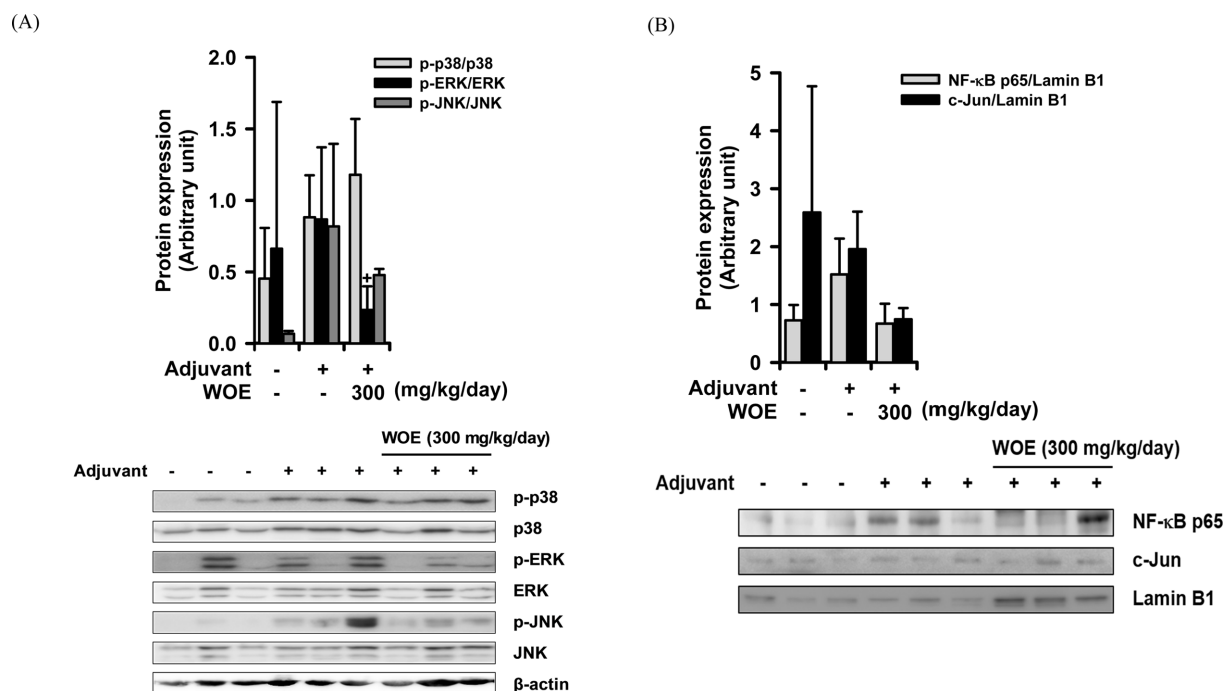 (A)
2.0
1.5
1.0
0.5
0.0
Protein expression
(Arbitrary unit)
p-p38/p38
p-ERK/ERK
p-JNK/JNK
+
Adjuvant - + +
WOE - - 300 (mg/kg/day)
WOE (300 mg/kg/day)
Adjuvant - - - + + + + + +
p-p38
p38
p-ERK
ERK
p-JNK
JNK
β-actin
(B)
5
4
3
2
1
0
Protein expression
(Arbitrary unit)
NF-κB p65/Lamin B1
c-Jun/Lamin B1
Adjuvant - + +
WOE - - 300 (mg/kg/day)
WOE (300 mg/kg/day)
Adjuvant - - - + + + + + +
NF-κB p65
c-Jun
Lamin B1